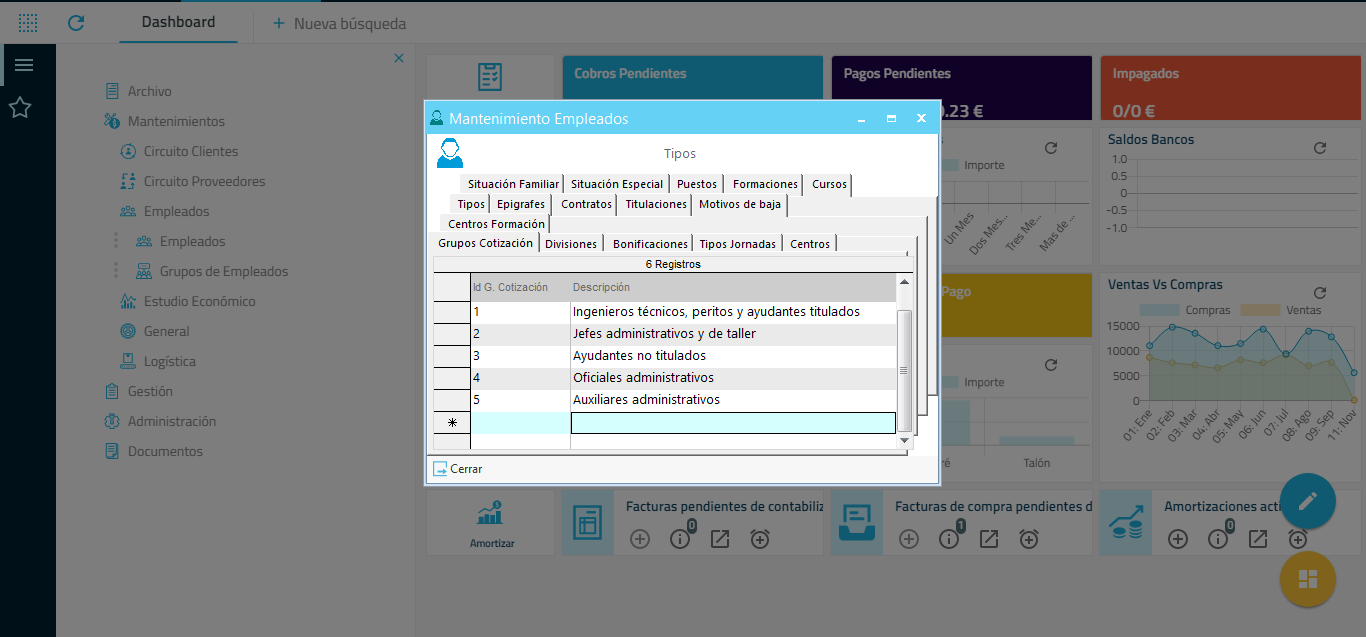 Dashboard
+ Nueva búsqueda
Archivo
Mantenimientos
Circuito Clientes
Circuito Proveedores
Empleados
Empleados
Grupos de Empleados
Estudio Económico
General
Logística
Gestión
Administración
Documentos
Cobros Pendientes
Pagos Pendientes
0.23 €
Impagados
0/0 €
Mantenimiento Empleados
Tipos
Situación Familiar
Situación Especial
Puestos
Formaciones
Cursos
Tipos
Epigrafes
Contratos
Titulaciones
Motivos de baja
Centros Formación
Grupos Cotización
Divisiones
Bonificaciones
Tipos Jornadas
Centros
6 Registros
Id G. Cotización Descripción
1 Ingenieros técnicos, peritos y ayudantes titulados
2 Jefes administrativos y de taller
3 Ayudantes no titulados
4 Oficiales administrativos
5 Auxiliares administrativos
*
Cerrar
Importe
Un Mes
Dos Mes...
Tres Me...
Mas de ...
Saldos Bancos
1.0
0.5
0
-0.5
-1.0
Pago
Importe
Talón
Ventas Vs Compras
Compras
Ventas
15000
10000
5000
0
01: Ene
02: Feb
03: Mar
04: Abr
05: May
06: Jun
07: Jul
08: Ago
09: Sep
11: Nov
Amortizar
Facturas pendientes de contabiliz
0
Facturas de compra pendientes d
1
Amortizaciones acti
0